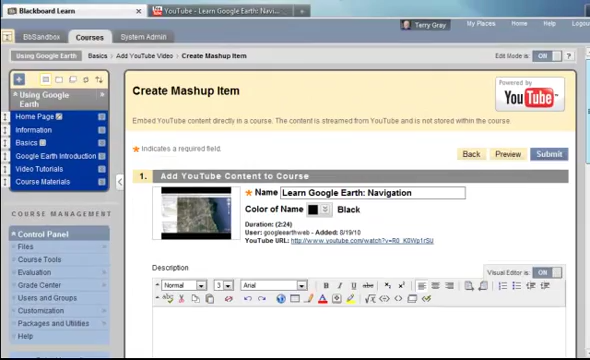 Blackboard Learn
YouTube - Learn Google Earth: Navi...
Terry Gray My Places Home Help Logout
BbSandbox Courses System Admin
Using Google Earth Basics > Add YouTube Video > Create Mashup Item Edit Mode is: ON ?
Using Google
Earth
Home Page
Information
Basics
Google Earth Introduction
Video Tutorials
Course Materials
COURSE MANAGEMENT
Control Panel
Files
Course Tools
Evaluation
Grade Center
Users and Groups
Customization
Packages and Utilities
Help
Create Mashup Item
Powered by
YouTube
Embed YouTube content directly in a course. The content is streamed from YouTube and is not stored within the course.
Indicates a required field.
Back Preview Submit
1. Add YouTube Content to Course
Name Learn Google Earth: Navigation
Color of Name Black
Duration: (2:24)
User: googleearthweb - Added: 8/19/10
YouTube URL:
Description
Visual Editor is: ON
Normal 3 Arial B I U abc